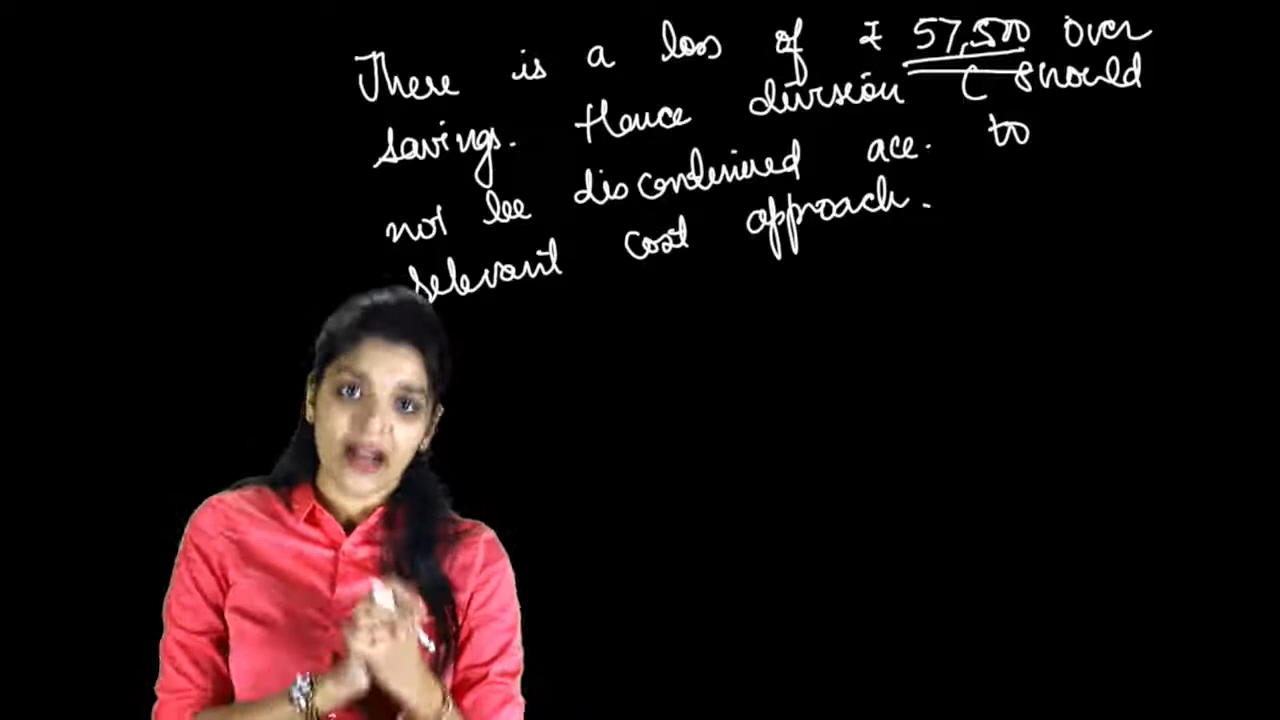 There is a loss of ₹ 57,500 over
savings. Hence division C should
not be discontinued acc. to
relevant cost approach.